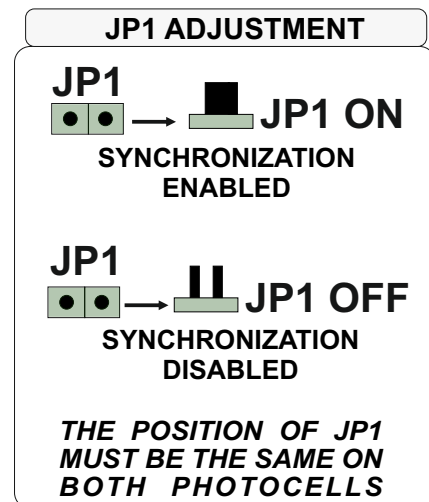 JP1 ADJUSTMENT
JP1
JP1 ON
SYNCHRONIZATION
ENABLED
JP1
JP1 OFF
SYNCHRONIZATION
DISABLED
THE POSITION OF JP1
MUST BE THE SAME ON
BOTH PHOTOCELLS